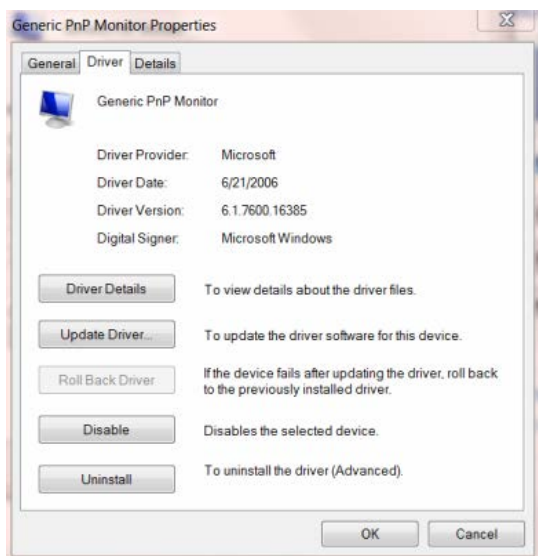 Generic PnP Monitor Properties
General Driver Details
Generic PnP Monitor
Driver Provider: Microsoft
Driver Date: 6/21/2006
Driver Version: 6.1.7600.16385
Digital Signer: Microsoft Windows
Driver Details To view details about the driver files.
Update Driver... To update the driver software for this device.
Roll Back Driver If the device fails after updating the driver, roll back
to the previously installed driver.
Disable Disables the selected device.
Uninstall To uninstall the driver (Advanced).
OK Cancel